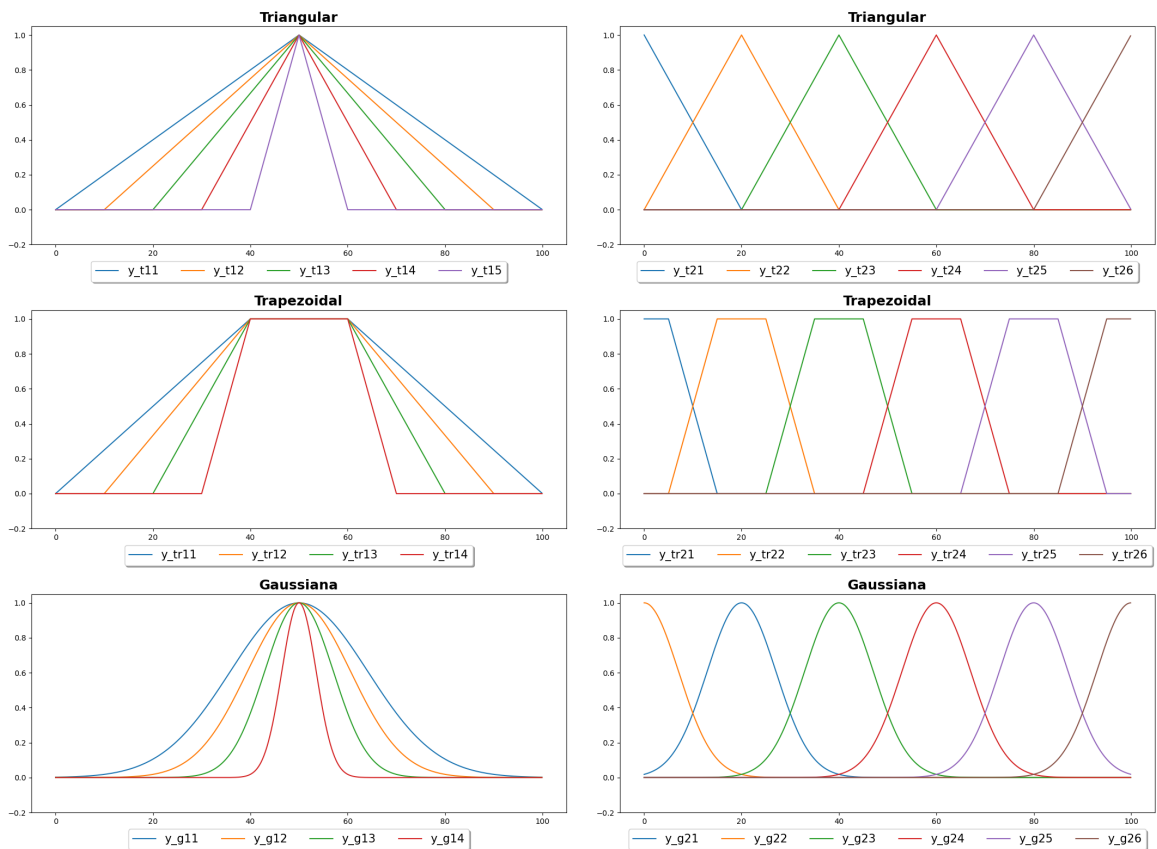 Triangular
1.0
0.8
0.6
0.4
0.2
0.0
−0.2
0 20 40 60 80 100
y_t11 y_t12 y_t13 y_t14 y_t15
Triangular
1.0
0.8
0.6
0.4
0.2
0.0
−0.2
0 20 40 60 80 100
y_t21 y_t22 y_t23 y_t24 y_t25 y_t26
Trapezoidal
1.0
0.8
0.6
0.4
0.2
0.0
−0.2
0 20 40 60 80 100
y_tr11 y_tr12 y_tr13 y_tr14
Trapezoidal
1.0
0.8
0.6
0.4
0.2
0.0
−0.2
0 20 40 60 80 100
y_tr21 y_tr22 y_tr23 y_tr24 y_tr25 y_tr26
Gaussiana
1.0
0.8
0.6
0.4
0.2
0.0
−0.2
0 20 40 60 80 100
y_g11 y_g12 y_g13 y_g14
Gaussiana
1.0
0.8
0.6
0.4
0.2
0.0
−0.2
0 20 40 60 80 100
y_g21 y_g22 y_g23 y_g24 y_g25 y_g26